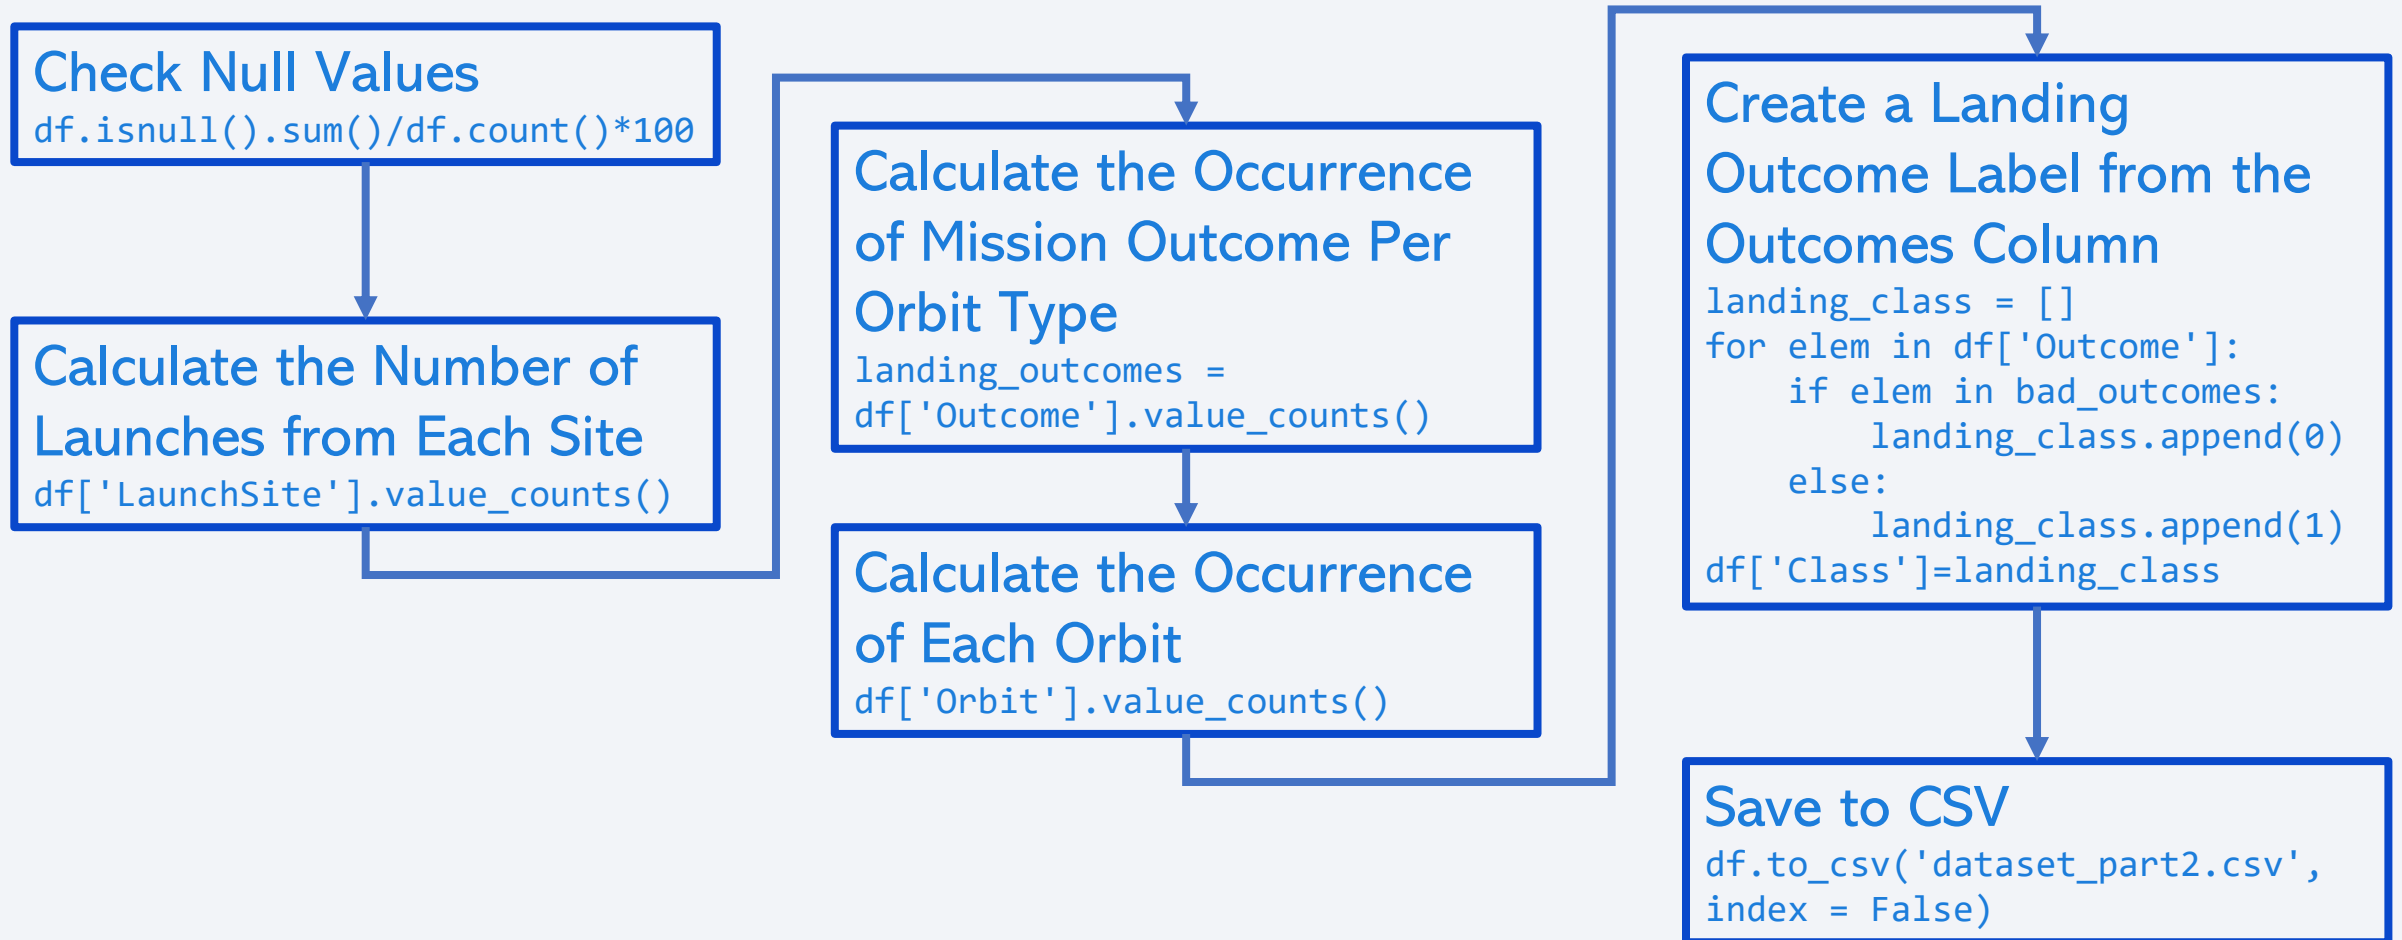 Check Null Values
df.isnull().sum()/df.count()*100
Calculate the Number of
Launches from Each Site
df['LaunchSite'].value_counts()
Calculate the Occurrence
of Mission Outcome Per
Orbit Type
landing_outcomes =
df['Outcome'].value_counts()
Calculate the Occurrence
of Each Orbit
df['Orbit'].value_counts()
Create a Landing
Outcome Label from the
Outcomes Column
landing_class = []
for elem in df['Outcome']:
    if elem in bad_outcomes:
        landing_class.append(0)
    else:
        landing_class.append(1)
df['Class']=landing_class
Save to CSV
df.to_csv('dataset_part2.csv',
index = False)